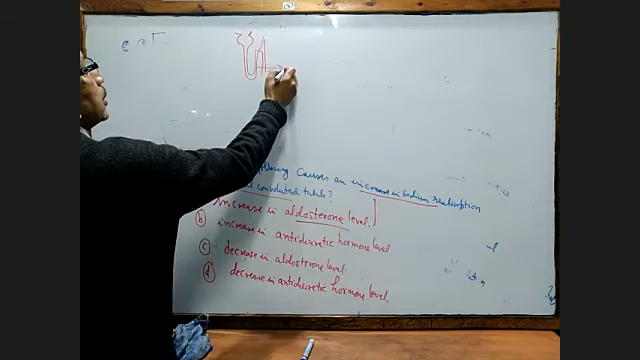 following causes an increase in Sodium reabsorption
convoluted tubule?
increase in aldosterone level.
(b) increase in antidiuretic hormone level
(c) decrease in aldosterone level.
(d) decrease in antidiuretic hormone level.